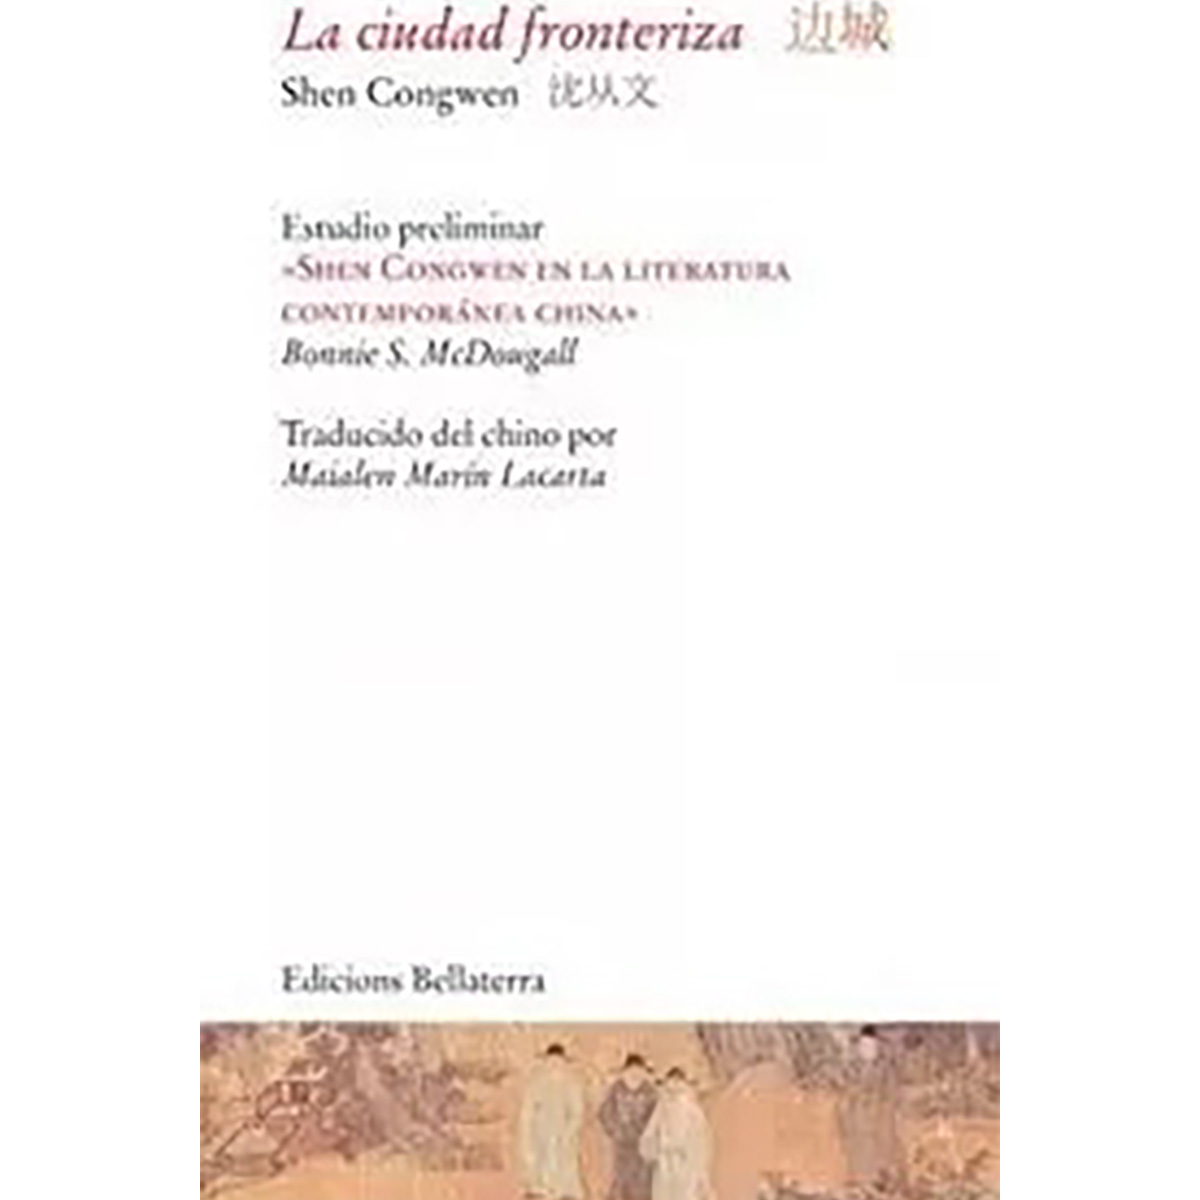 La ciudad fronteriza 边城
Shen Congwen 沈从文
Estudio preliminar
«SHEN CONGWEN EN LA LITERATURA
CONTEMPORÁNEA CHINA»
Bonnie S. McDougall
Traducido del chino por
Maialen Marín Lacarta
Edicions Bellaterra